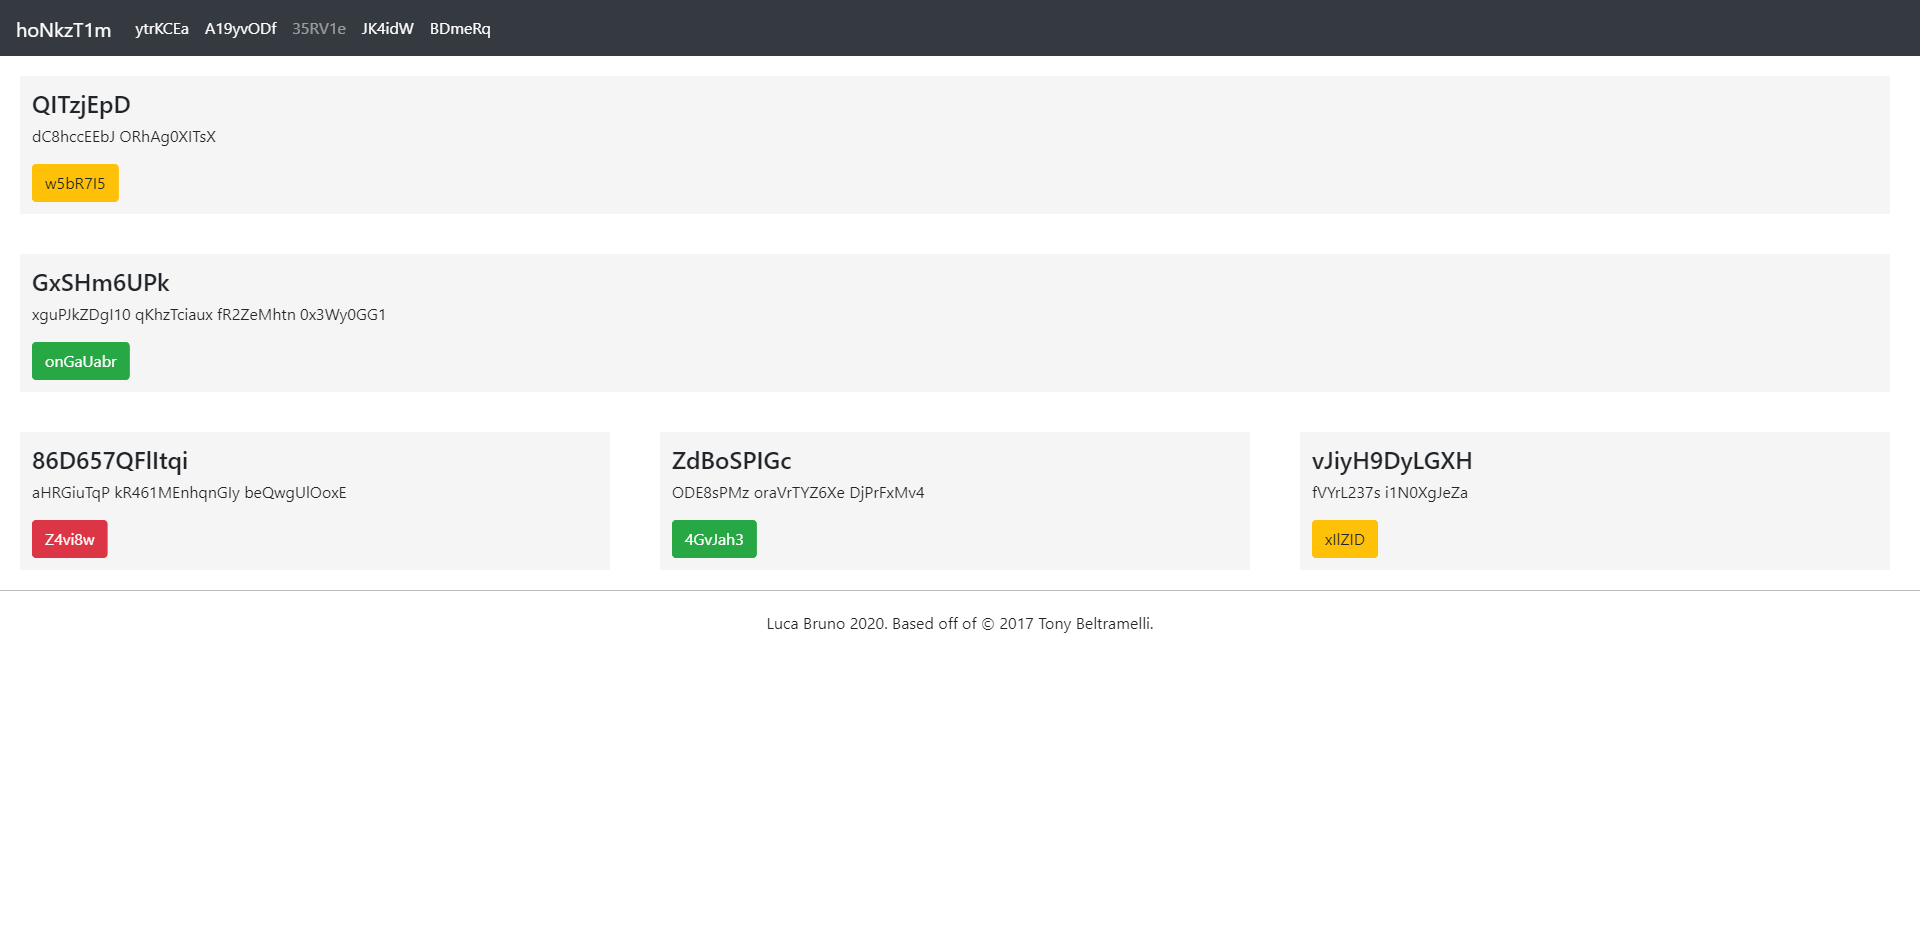 hoNkzT1m ytrKCEa A19yvODf 35RV1e JK4idW BDmeRq
QITzjEpD
dC8hccEEbJ ORhAg0XITsX
w5bR7I5
GxSHm6UPk
xguPJkZDgI10 qKhzTciaux fR2ZeMhtn 0x3Wy0GG1
onGaUabr
86D657QFlItqi
aHRGiuTqP kR461MEnhqnGIy beQwgUlOoxE
Z4vi8w
ZdBoSPIGc
ODE8sPMz oraVrTYZ6Xe DjPrFxMv4
4GvJah3
vJiyH9DyLGXH
fVYrL237s i1N0XgJeZa
xIlZID
Luca Bruno 2020. Based off of © 2017 Tony Beltramelli.